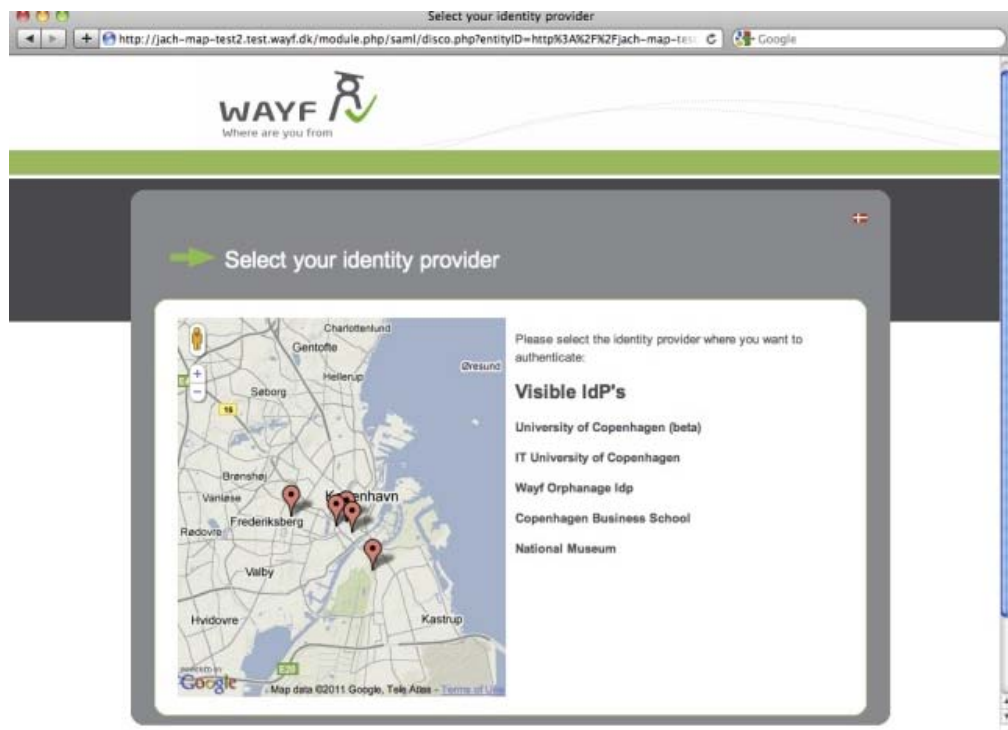 Select your identity provider
http://jach-map-test2.test.wayf.dk/module.php/saml/disco.php?entityID=http%3A%2F%2Fjach-map-tes
Google
WAYF
Where are you from
Select your identity provider
Charlottenlund
Gentofte
Øresund
Hellerup
Søborg
16
Brønshøj
Vanløse
København
Frederiksberg
Rødovre
Valby
Hvidovre
Kastrup
E20
POWERED BY
Google
Map data ©2011 Google, Tele Atlas - Terms of Use
Please select the identity provider where you want to
authenticate:
Visible IdP's
University of Copenhagen (beta)
IT University of Copenhagen
Wayf Orphanage Idp
Copenhagen Business School
National Museum